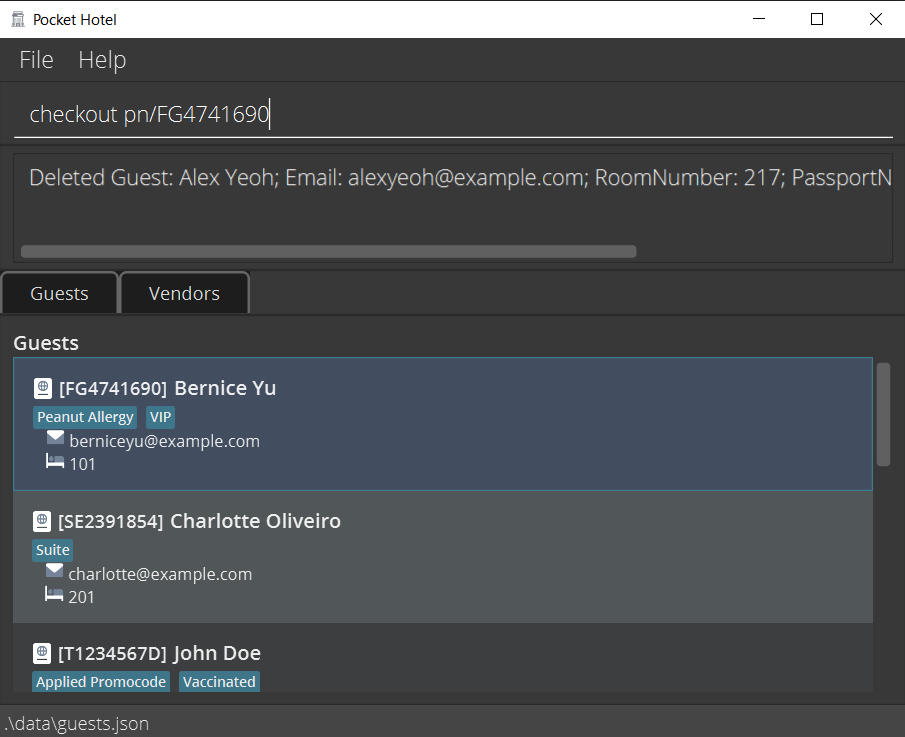 Pocket Hotel
File Help
checkout pn/FG4741690
Deleted Guest: Alex Yeoh; Email: alexyeoh@example.com; RoomNumber: 217; PassportN
Guests Vendors
Guests
[FG4741690] Bernice Yu
Peanut Allergy VIP
berniceyu@example.com
101
[SE2391854] Charlotte Oliveiro
Suite
charlotte@example.com
201
[T1234567D] John Doe
Applied Promocode Vaccinated
.\data\guests.json